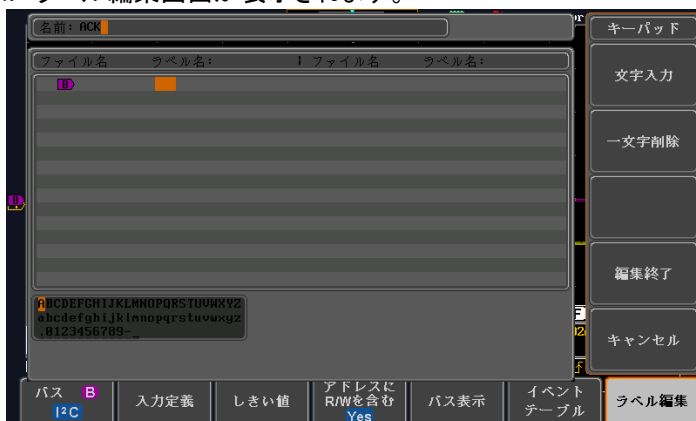 ラベル編集画面が表示されます。
名前: ACK
キーパッド
ファイル名 ラベル名: ファイル名 ラベル名:
B
文字入力
一文字削除
B
編集終了
ABCDEFGHIJKLMNOPQRSTUVWXYZ
abcdefghijklmnopqrstuvwxyz
.0123456789-_
キャンセル
バス B
I²C
入力定義
しきい値
アドレスに
R/Wを含む
Yes
バス表示
イベント
テーブル
ラベル編集